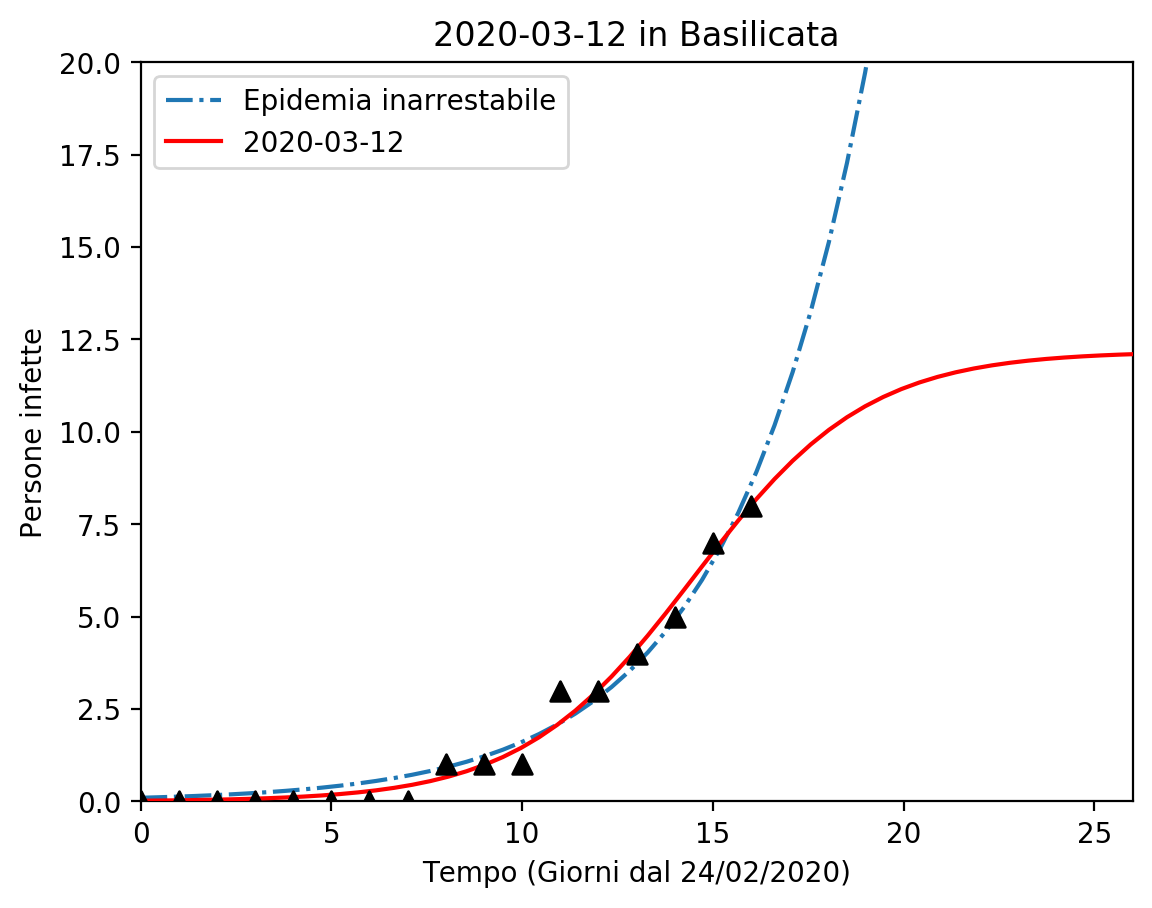 2020-03-12 in Basilicata
Epidemia inarrestabile
2020-03-12
Persone infette
20.0
17.5
15.0
12.5
10.0
7.5
5.0
2.5
0.0
0 5 10 15 20 25
Tempo (Giorni dal 24/02/2020)